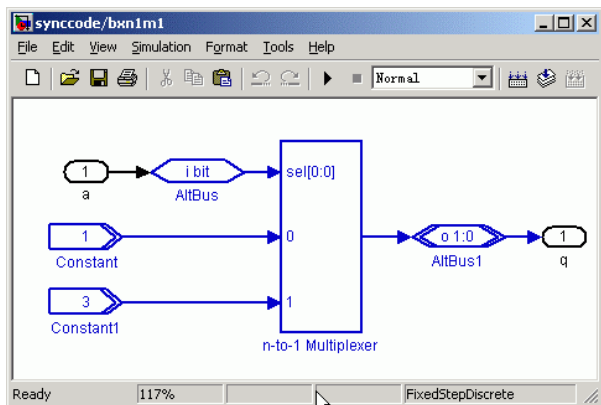 synccode/bxn1m1
File Edit View Simulation Format Tools Help
Normal
1
a
i bit
AltBus
sel[0:0]
1
Constant
0
o 1:0
AltBus1
1
q
3
Constant1
1
n-to-1 Multiplexer
Ready 117% FixedStepDiscrete